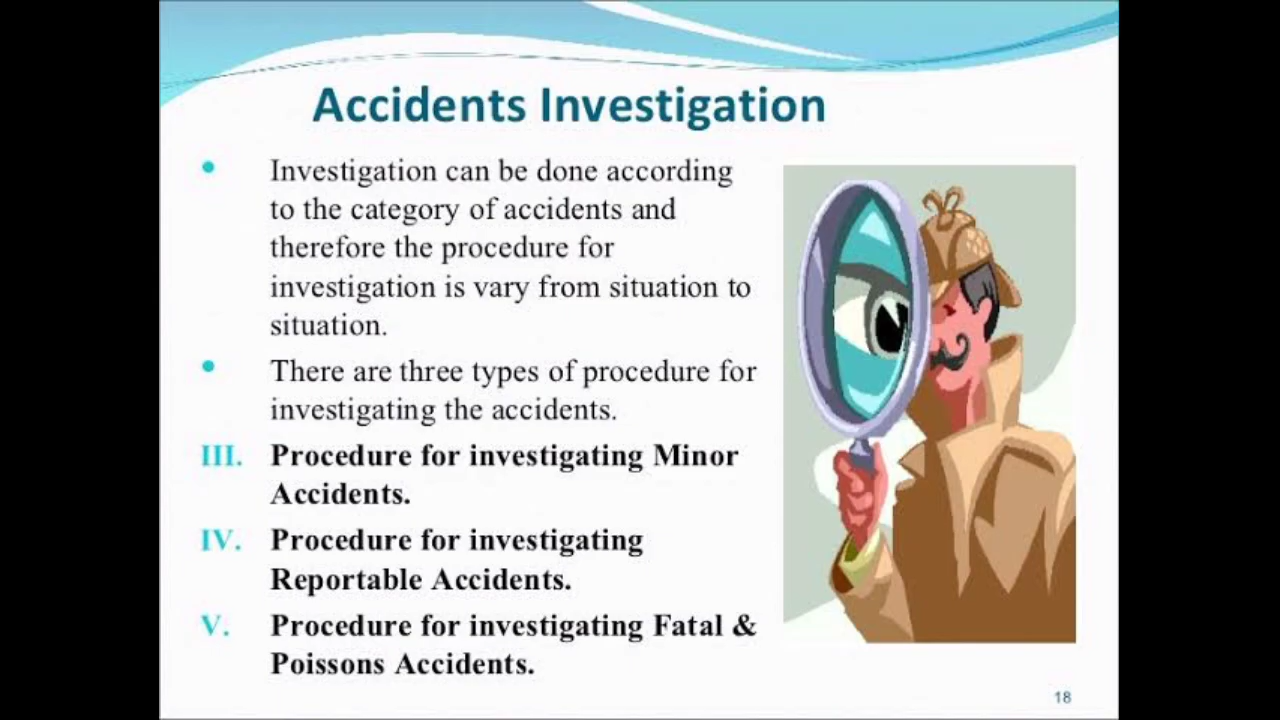 Accidents Investigation
• Investigation can be done according
to the category of accidents and
therefore the procedure for
investigation is vary from situation to
situation.
• There are three types of procedure for
investigating the accidents.
III. Procedure for investigating Minor
Accidents.
IV. Procedure for investigating
Reportable Accidents.
V. Procedure for investigating Fatal &
Poissons Accidents.
18